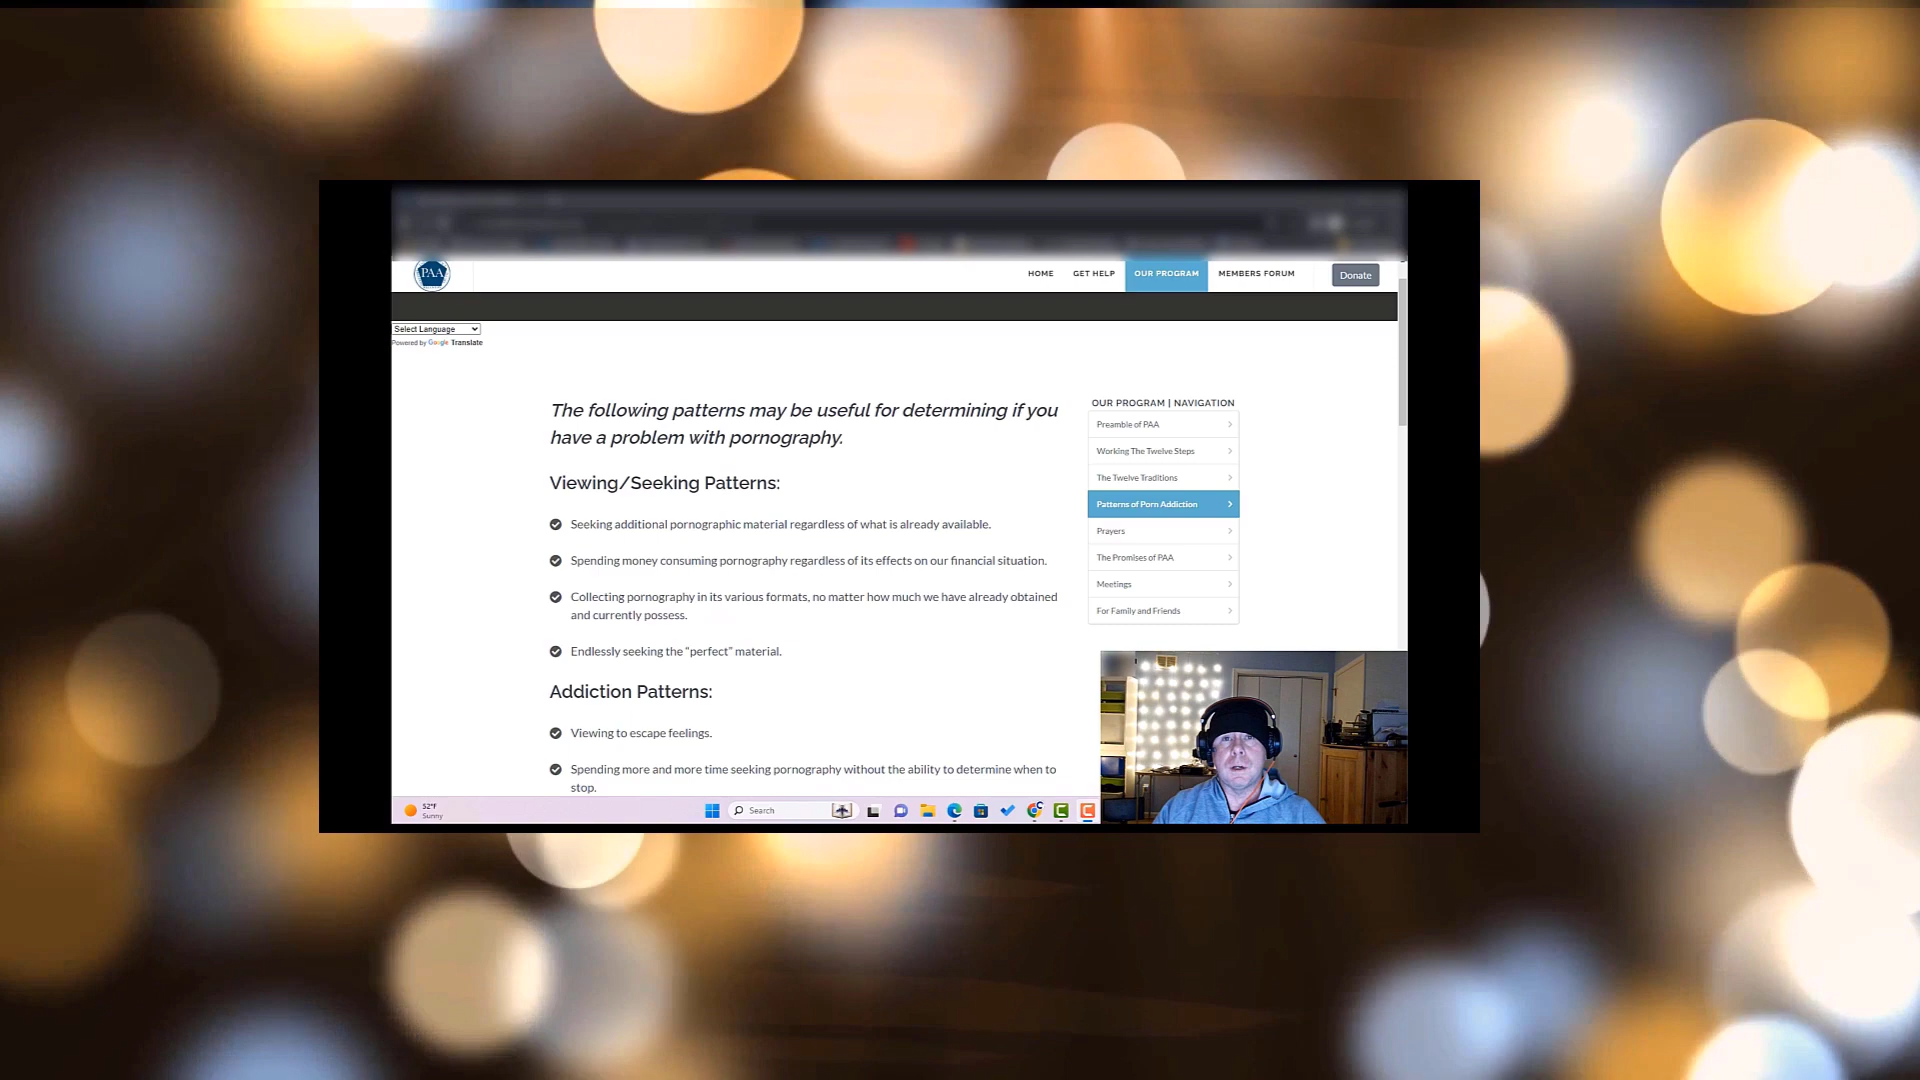 PAA
HOME
GET HELP
OUR PROGRAM
MEMBERS FORUM
Donate
Select Language
Powered by Google Translate
The following patterns may be useful for determining if you
have a problem with pornography.
Viewing/Seeking Patterns:
Seeking additional pornographic material regardless of what is already available.
Spending money consuming pornography regardless of its effects on our financial situation.
Collecting pornography in its various formats, no matter how much we have already obtained
and currently possess.
Endlessly seeking the “perfect” material.
Addiction Patterns:
Viewing to escape feelings.
Spending more and more time seeking pornography without the ability to determine when to
stop.
OUR PROGRAM | NAVIGATION
Preamble of PAA
Working The Twelve Steps
The Twelve Traditions
Patterns of Porn Addiction
Prayers
The Promises of PAA
Meetings
For Family and Friends
52°F
Sunny
Search